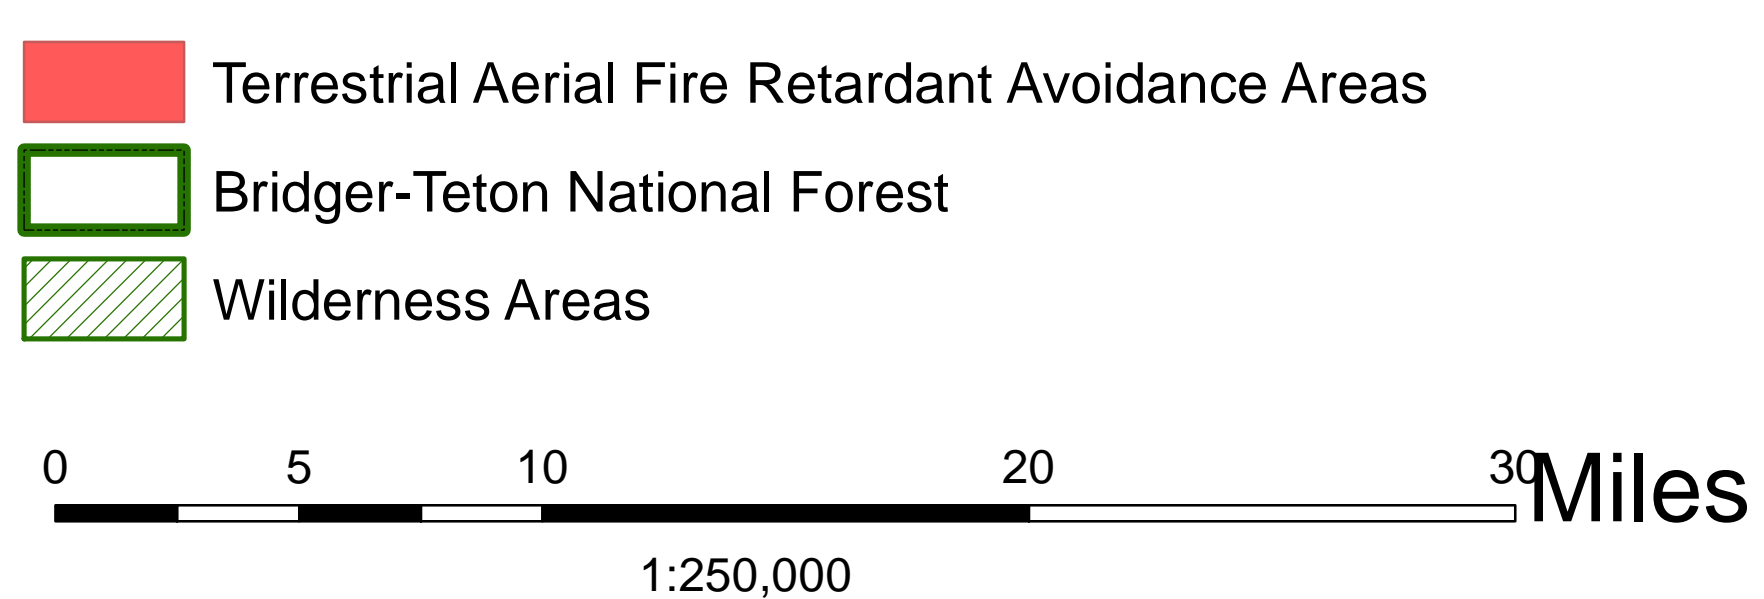 Terrestrial Aerial Fire Retardant Avoidance Areas
Bridger-Teton National Forest
Wilderness Areas
0 5 10 20 30 Miles
1:250,000